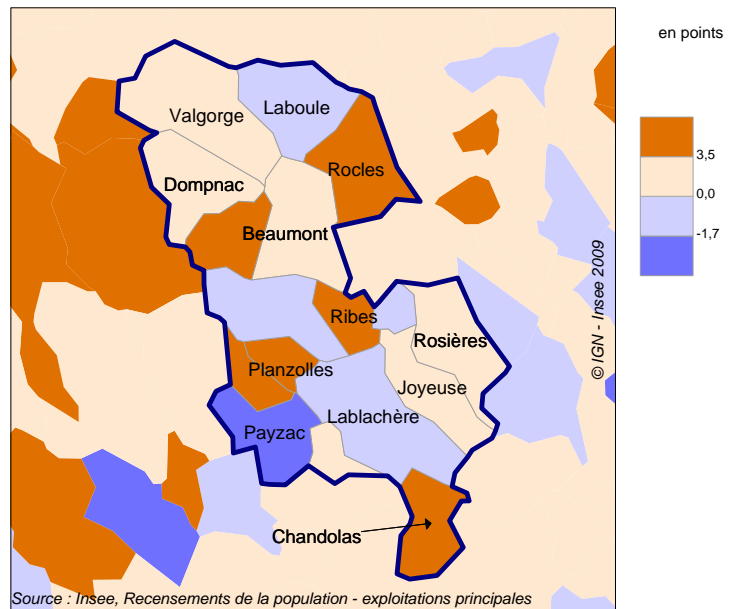 en points
3,5
0,0
-1,7
Valgorge
Laboule
Rocles
Dompnac
Beaumont
Ribes
Rosières
Planzolles
Joyeuse
Lablachère
Payzac
Chandolas
© IGN - Insee 2009
Source : Insee, Recensements de la population - exploitations principales